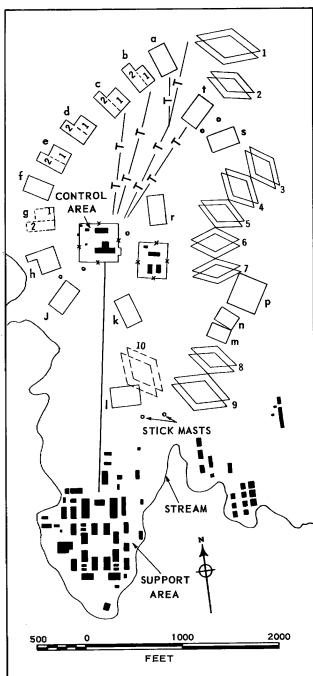 a
b
1
2
1
c
2
1
2
t
T
T
T
T
d
2
1
s
e
2
1
3
T
T
T
T
f
4
CONTROL
AREA
T
T
T
T
g
1
2
r
5
6
h
7
J
k
p
n
m
10
8
l
9
STICK MASTS
STREAM
N
SUPPORT
AREA
500
0
1000
2000
FEET